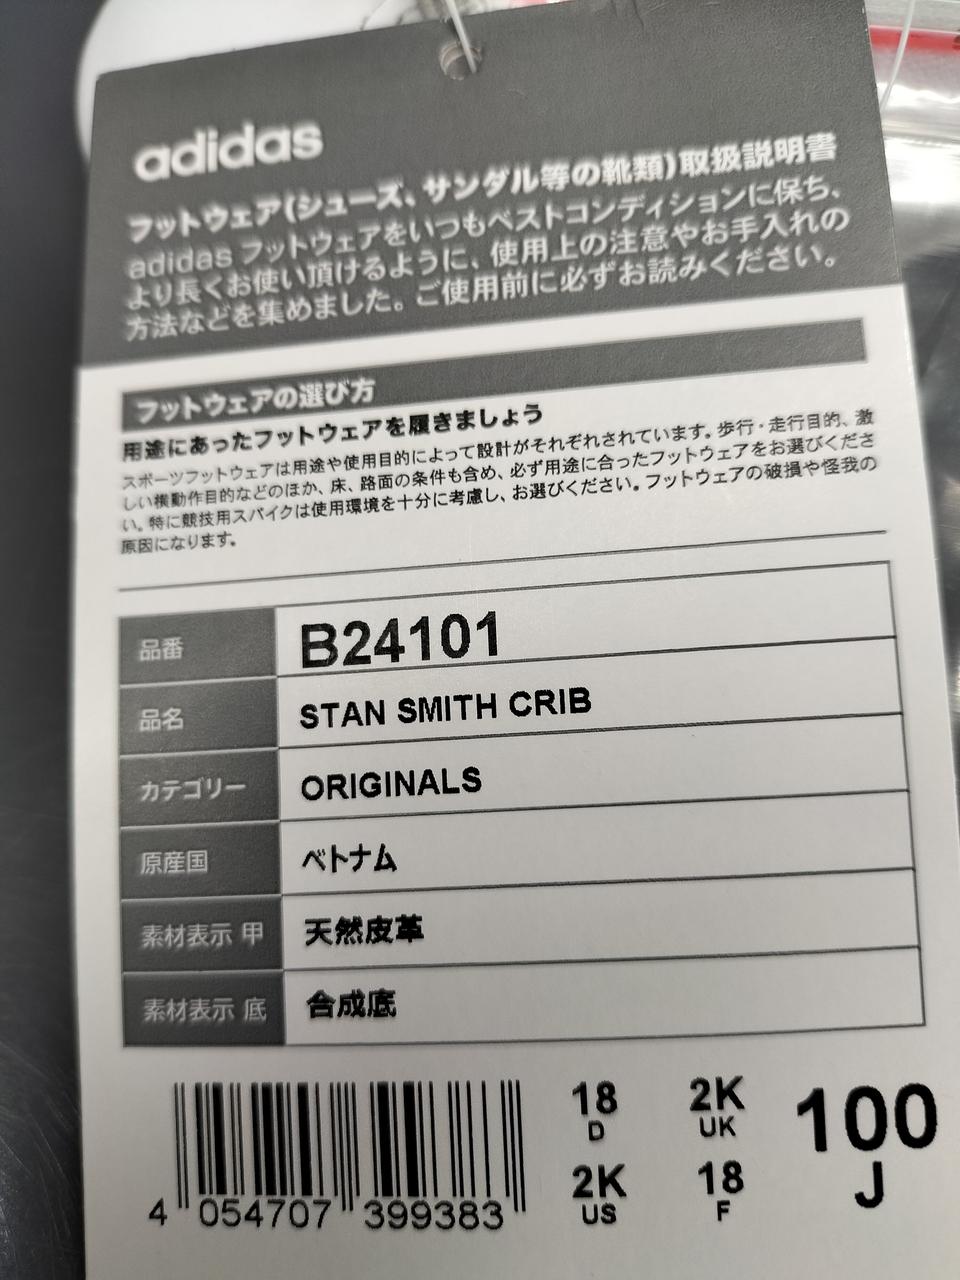 adidas
フットウェア(シューズ、サンダル等の靴類)取扱説明書
adidas フットウェアをいつもベストコンディションに保ち、
より長くお使い頂けるように、使用上の注意やお手入れの
方法などを集めました。ご使用前に必ずお読みください。
フットウェアの選び方
用途にあったフットウェアを履きましょう
スポーツフットウェアは用途や使用目的によって設計がそれぞれされています。歩行・走行目的、激
しい横動作目的などのほか、床、路面の条件も含め、必ず用途に合ったフットウェアをお選びくださ
い。特に競技用スパイクは使用環境を十分に考慮し、お選びください。フットウェアの破損や怪我の
原因になります。
品番 B24101
品名 STAN SMITH CRIB
カテゴリー ORIGINALS
原産国 ベトナム
素材表示 甲 天然皮革
素材表示 底 合成底
18 2K 100
D UK J
2K 18
US F
4 054707 399383